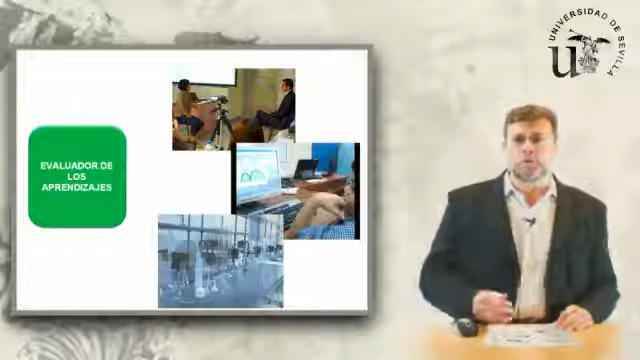 EVALUADOR DE
LOS
APRENDIZAJES
UNIVERSIDAD DE SEVILLA